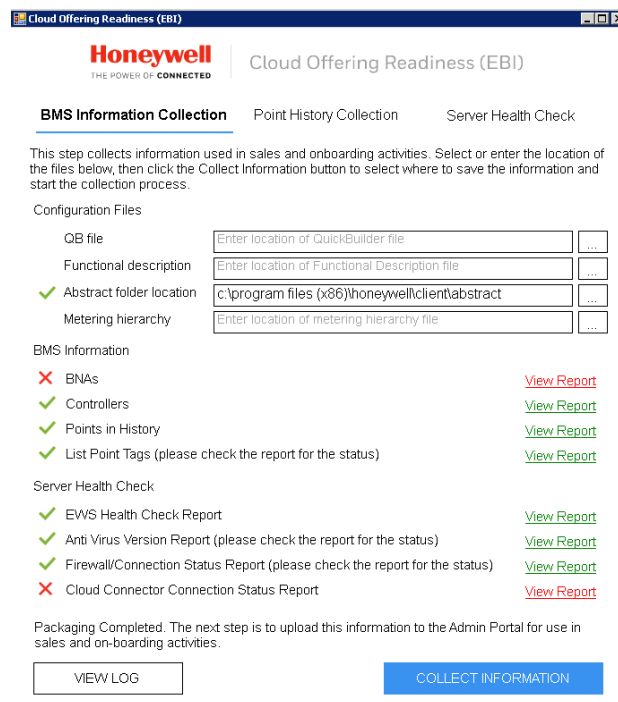 Cloud Offering Readiness (EBI)
Honeywell
THE POWER OF CONNECTED
Cloud Offering Readiness (EBI)
BMS Information Collection Point History Collection Server Health Check
This step collects information used in sales and onboarding activities. Select or enter the location of
the files below, then click the Collect Information button to select where to save the information and
start the collection process.
Configuration Files
QB file Enter location of QuickBuilder file ...
Functional description Enter location of Functional Description file ...
Abstract folder location c:\program files (x86)\honeywell\client\abstract ...
Metering hierarchy Enter location of metering hierarchy file ...
BMS Information
BNAs View Report
Controllers View Report
Points in History View Report
List Point Tags (please check the report for the status) View Report
Server Health Check
EWS Health Check Report View Report
Anti Virus Version Report (please check the report for the status) View Report
Firewall/Connection Status Report (please check the report for the status) View Report
Cloud Connector Connection Status Report View Report
Packaging Completed. The next step is to upload this information to the Admin Portal for use in
sales and on-boarding activities.
VIEW LOG COLLECT INFORMATION